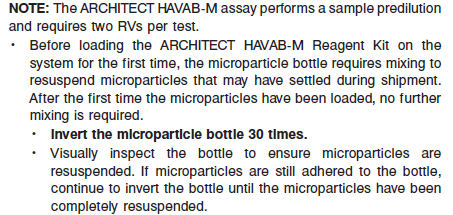 NOTE: The ARCHITECT HAVAB-M assay performs a sample predilution
and requires two RVs per test.
• Before loading the ARCHITECT HAVAB-M Reagent Kit on the
system for the first time, the microparticle bottle requires mixing to
resuspend microparticles that may have settled during shipment.
After the first time the microparticles have been loaded, no further
mixing is required.
• Invert the microparticle bottle 30 times.
• Visually inspect the bottle to ensure microparticles are
resuspended. If microparticles are still adhered to the bottle,
continue to invert the bottle until the microparticles have been
completely resuspended.